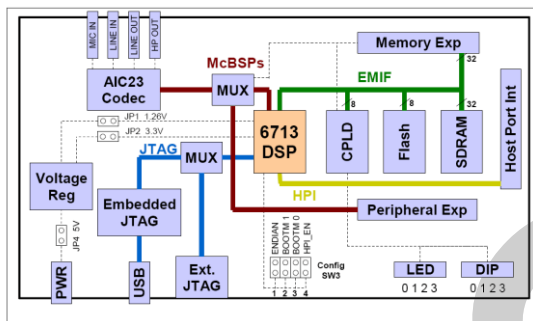 MIC IN
LINE IN
LINE OUT
HP OUT
Memory Exp
32
McBSPs
EMIF
AIC23
Codec
MUX
8
8
32
JP1 1.26V
JP2 3.3V
6713
DSP
CPLD
Flash
SDRAM
Host Port Int
JTAG
MUX
Voltage
Reg
HPI
Embedded
JTAG
Peripheral Exp
JP4 5V
ENDIAN
BOOTM 1
BOOTM 0
HPI_EN
Config
SW3
PWR
USB
Ext.
JTAG
1 2 3 4
LED
DIP
0 1 2 3
0 1 2 3